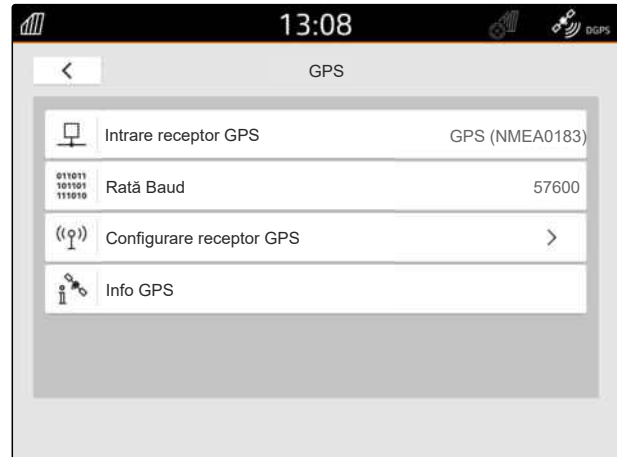 13:08
DGPS
GPS
Intrare receptor GPS GPS (NMEA0183)
011011
101101
111010
Rată Baud 57600
Configurare receptor GPS
Info GPS